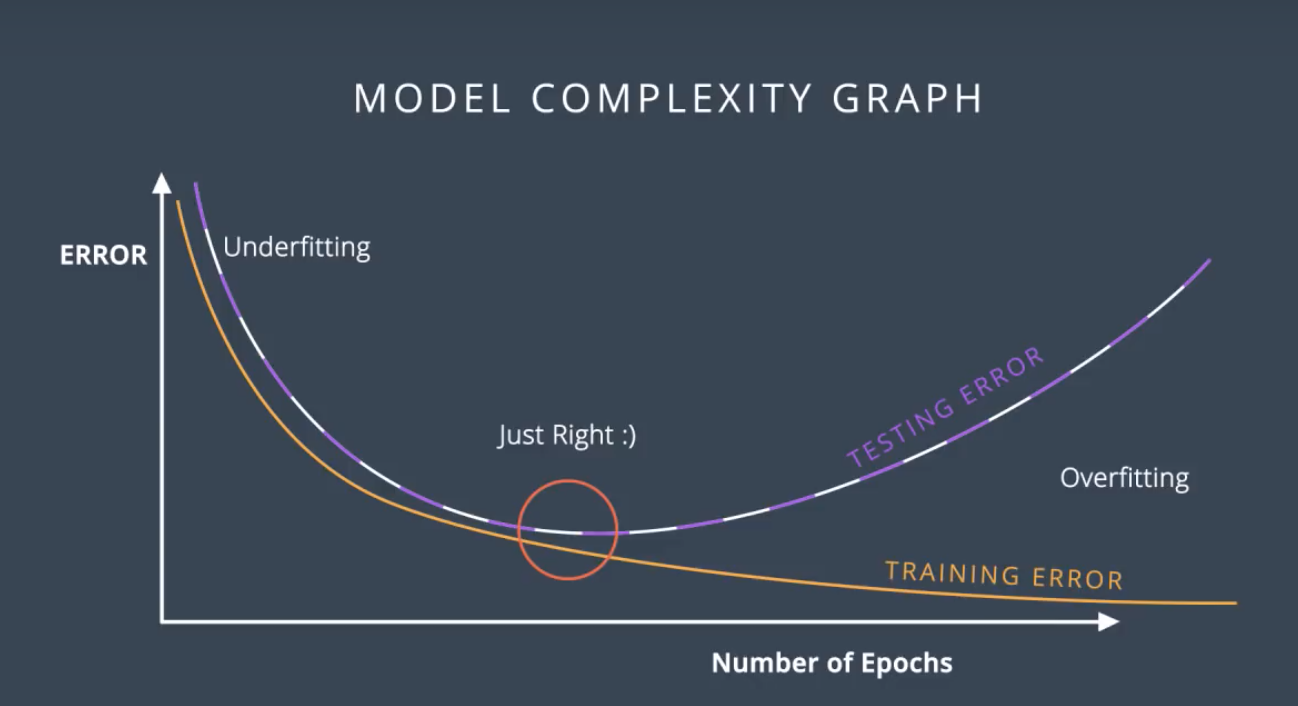 MODEL COMPLEXITY GRAPH
ERROR
Underfitting
Just Right :)
TESTING ERROR
Overfitting
TRAINING ERROR
Number of Epochs